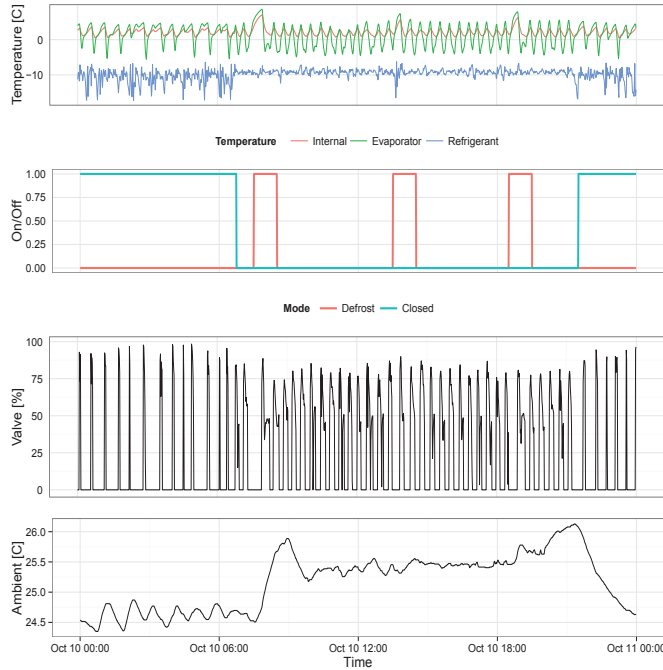 Temperature [C]
0
−10
Temperature Internal Evaporator Refrigerant
On/Off
1.00
0.75
0.50
0.25
0.00
Mode Defrost Closed
Valve [%]
100
75
50
25
0
Ambient [C]
26.0
25.5
25.0
24.5
Oct 10 00:00 Oct 10 06:00 Oct 10 12:00 Oct 10 18:00 Oct 11 00:00
Time